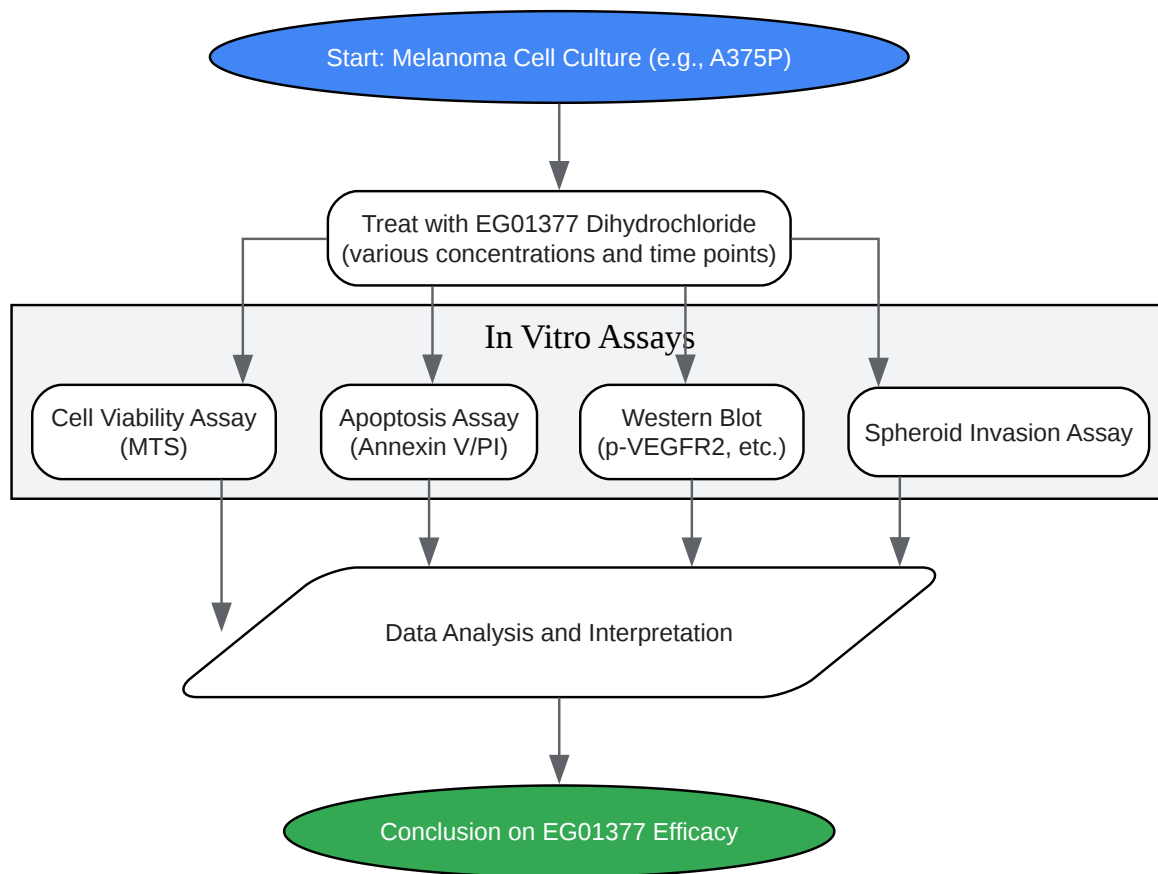 Start: Melanoma Cell Culture (e.g., A375P)
Treat with EG01377 Dihydrochloride
(various concentrations and time points)
In Vitro Assays
Cell Viability Assay
(MTS)
Apoptosis Assay
(Annexin V/PI)
Western Blot
(p-VEGFR2, etc.)
Spheroid Invasion Assay
Data Analysis and Interpretation
Conclusion on EG01377 Efficacy